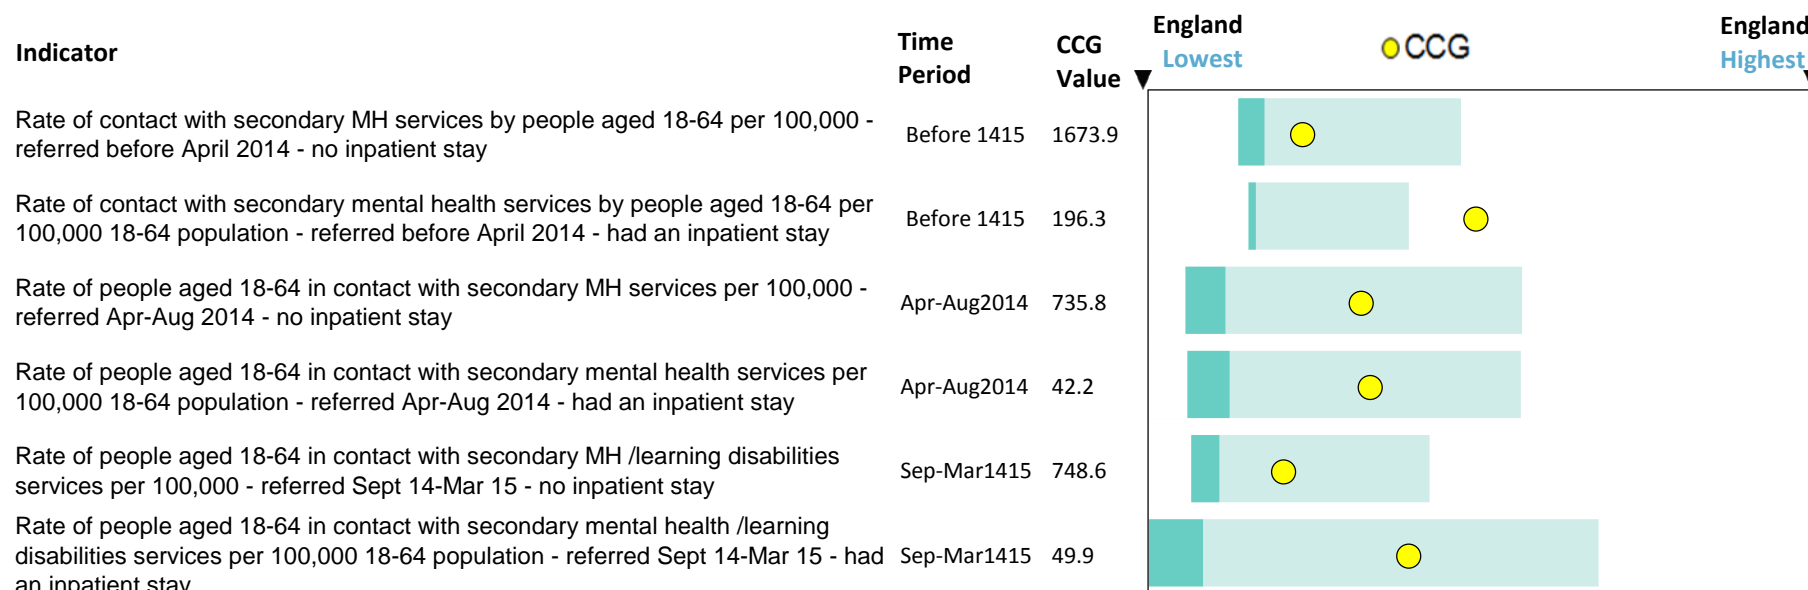 Indicator
Time
Period
CCG
Value
England
Lowest
CCG
England
Highest
Rate of contact with secondary MH services by people aged 18-64 per 100,000 -
referred before April 2014 - no inpatient stay
Before 1415
1673.9
Rate of contact with secondary mental health services by people aged 18-64 per
100,000 18-64 population - referred before April 2014 - had an inpatient stay
Before 1415
196.3
Rate of people aged 18-64 in contact with secondary MH services per 100,000 -
referred Apr-Aug 2014 - no inpatient stay
Apr-Aug2014
735.8
Rate of people aged 18-64 in contact with secondary mental health services per
100,000 18-64 population - referred Apr-Aug 2014 - had an inpatient stay
Apr-Aug2014
42.2
Rate of people aged 18-64 in contact with secondary MH /learning disabilities
services per 100,000 - referred Sept 14-Mar 15 - no inpatient stay
Sep-Mar1415
748.6
Rate of people aged 18-64 in contact with secondary mental health /learning
disabilities services per 100,000 18-64 population - referred Sept 14-Mar 15 - had
an inpatient stay
Sep-Mar1415
49.9